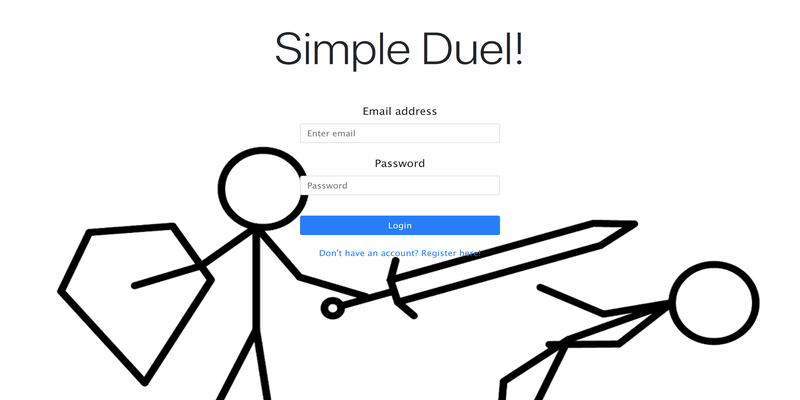 Simple Duel!
Email address
Enter email
Password
Password
Login
Don't have an account? Register here!